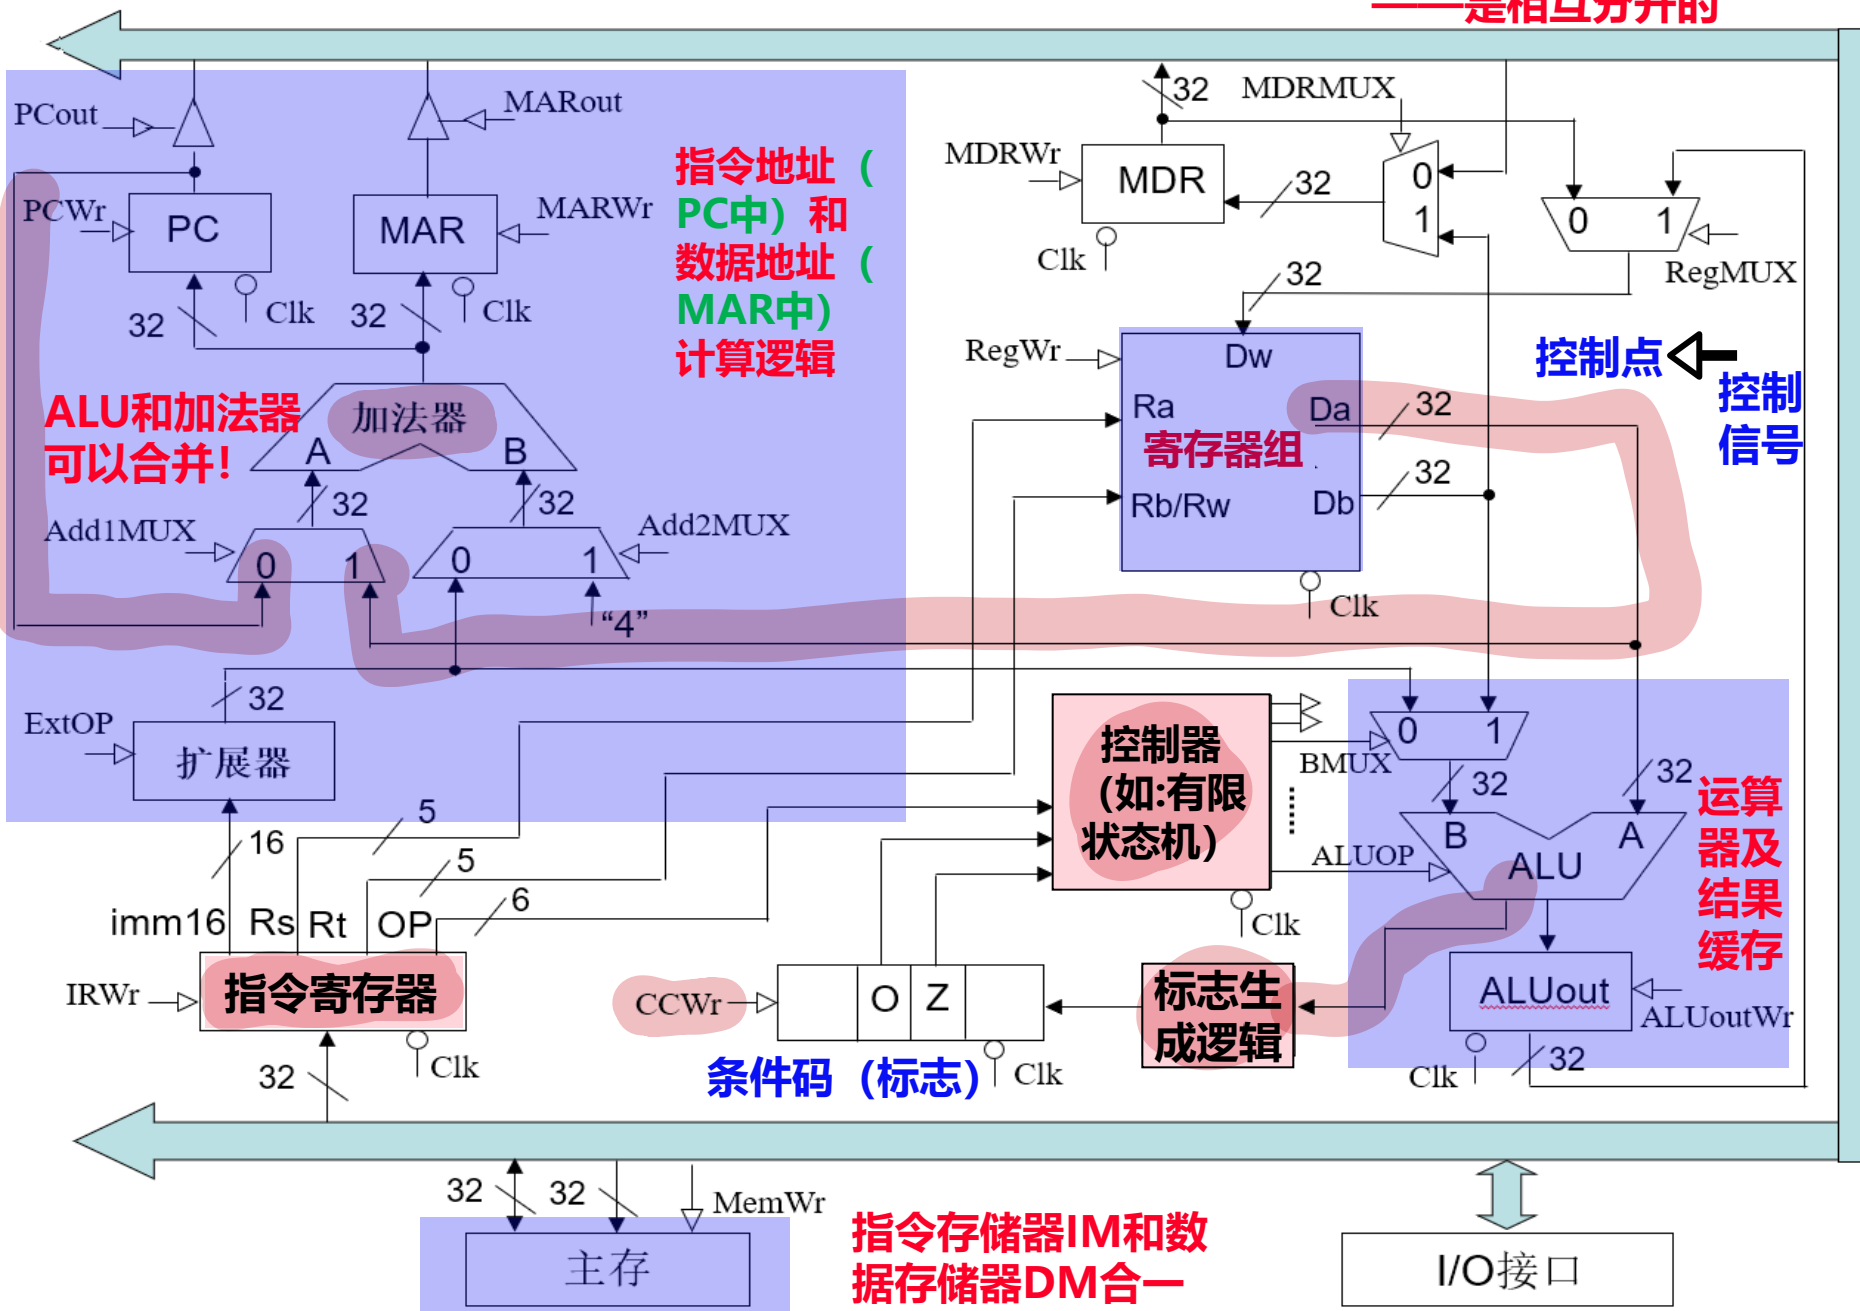 ——是相互分开的
PCout
MARout
32
MDRMUX
MDRWr
MDR
32
0
1
0 1
RegMUX
Clk
指令地址（
PC中）和
数据地址（
MAR中）
计算逻辑
PCWr
PC
MAR
MARWr
Clk
Clk
32
32
32
RegWr
Dw
Ra
Da
32
寄存器组
Rb/Rw
Db
32
Clk
控制点
控制
信号
ALU和加法器
可以合并！
加法器
A
B
32
32
Add1MUX
0 1
0 1
Add2MUX
“4”
32
ExtOP
扩展器
16
5
5
6
imm16 Rs Rt OP
IRWr
指令寄存器
Clk
32
控制器
（如:有限
状态机）
Clk
BMUX
0 1
32
32
ALUOP
B
A
ALU
运算
器及
结果
缓存
ALUout
ALUoutWr
Clk
32
CCWr
O Z
标志生
成逻辑
条件码（标志）
Clk
32
32
MemWr
主存
指令存储器IM和数
据存储器DM合一
I/O接口